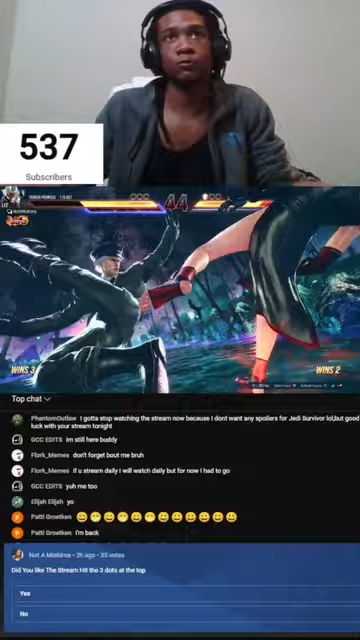 537
Subscribers
44
LEE
WINS 3
WINS 2
Top chat
PhantomOutlaw I gotta stop watching the stream now because I dont want any spoilers for Jedi Survivor lol,but good
luck with your stream tonight
GCC EDITS im still here buddy
Flork_Memes don't forget bout me bruh
Flork_Memes if u stream daily I will watch daily but for now I had to go
GCC EDITS yuh me too
Elijah Elijah yo
Patti Groetken 😀😁😀😁😀😁😀😀😀😀😀😀
Patti Groetken I'm back
Not A Mishima • 2h ago • 35 votes
Did You like The Stream Hit the 3 dots at the top
Yes
No